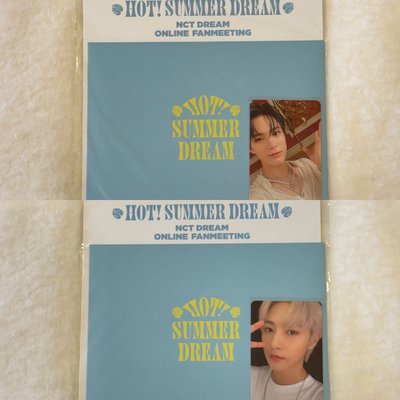 HOT! SUMMER DREAM
NCT DREAM
ONLINE FANMEETING
HOT!
SUMMER
DREAM
HOT! SUMMER DREAM
NCT DREAM
ONLINE FANMEETING
HOT!
SUMMER
DREAM